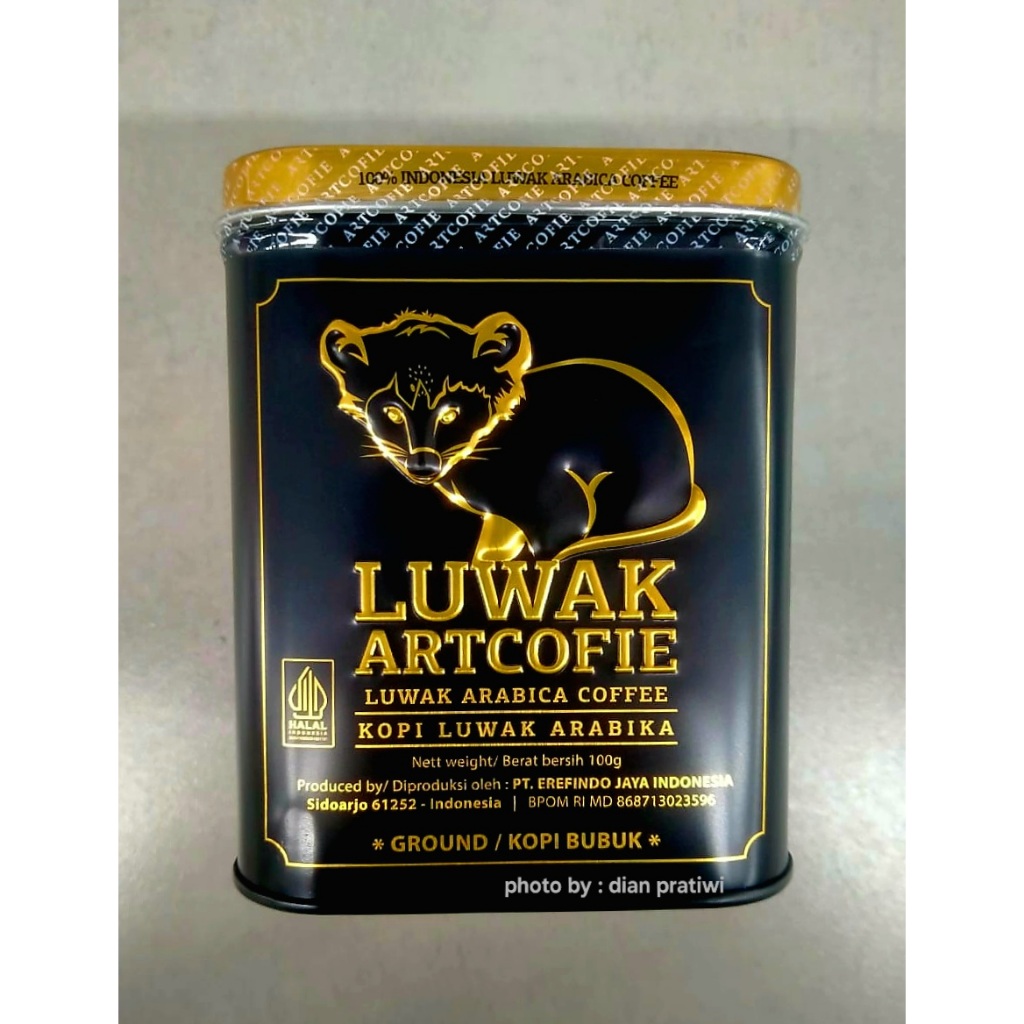 100% INDONESIA LUWAK ARABICA COFFEE
LUWAK
ARTCOFIE
LUWAK ARABICA COFFEE
KOPI LUWAK ARABIKA
HALAL
INDONESIA
Nett weight/ Berat bersih 100g
Produced by/ Diproduksi oleh : PT. EREFINDO JAYA INDONESIA
Sidoarjo 61252 - Indonesia | BPOM RI MD 868713023596
* GROUND / KOPI BUBUK *
photo by : dian pratiwi